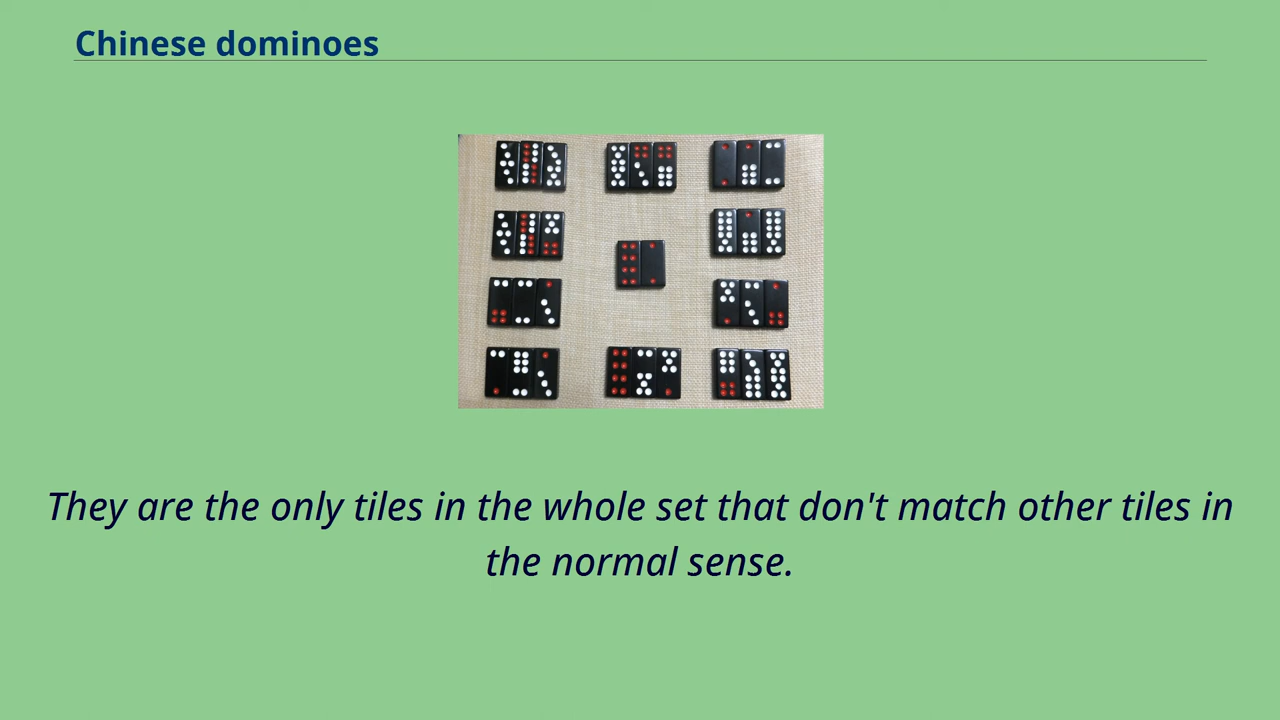 Chinese dominoes
They are the only tiles in the whole set that don't match other tiles in
the normal sense.